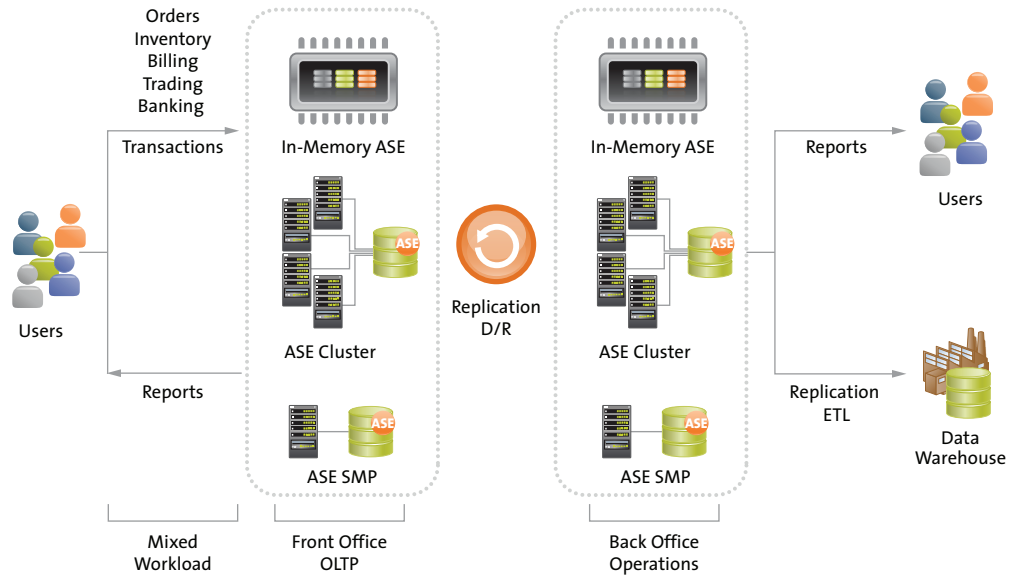 Orders
Inventory
Billing
Trading
Banking
Transactions
Users
Reports
In-Memory ASE
ASE
ASE Cluster
ASE
ASE SMP
Replication
D/R
In-Memory ASE
ASE
ASE Cluster
ASE
ASE SMP
Reports
Users
Replication
ETL
Data
Warehouse
Mixed
Workload
Front Office
OLTP
Back Office
Operations